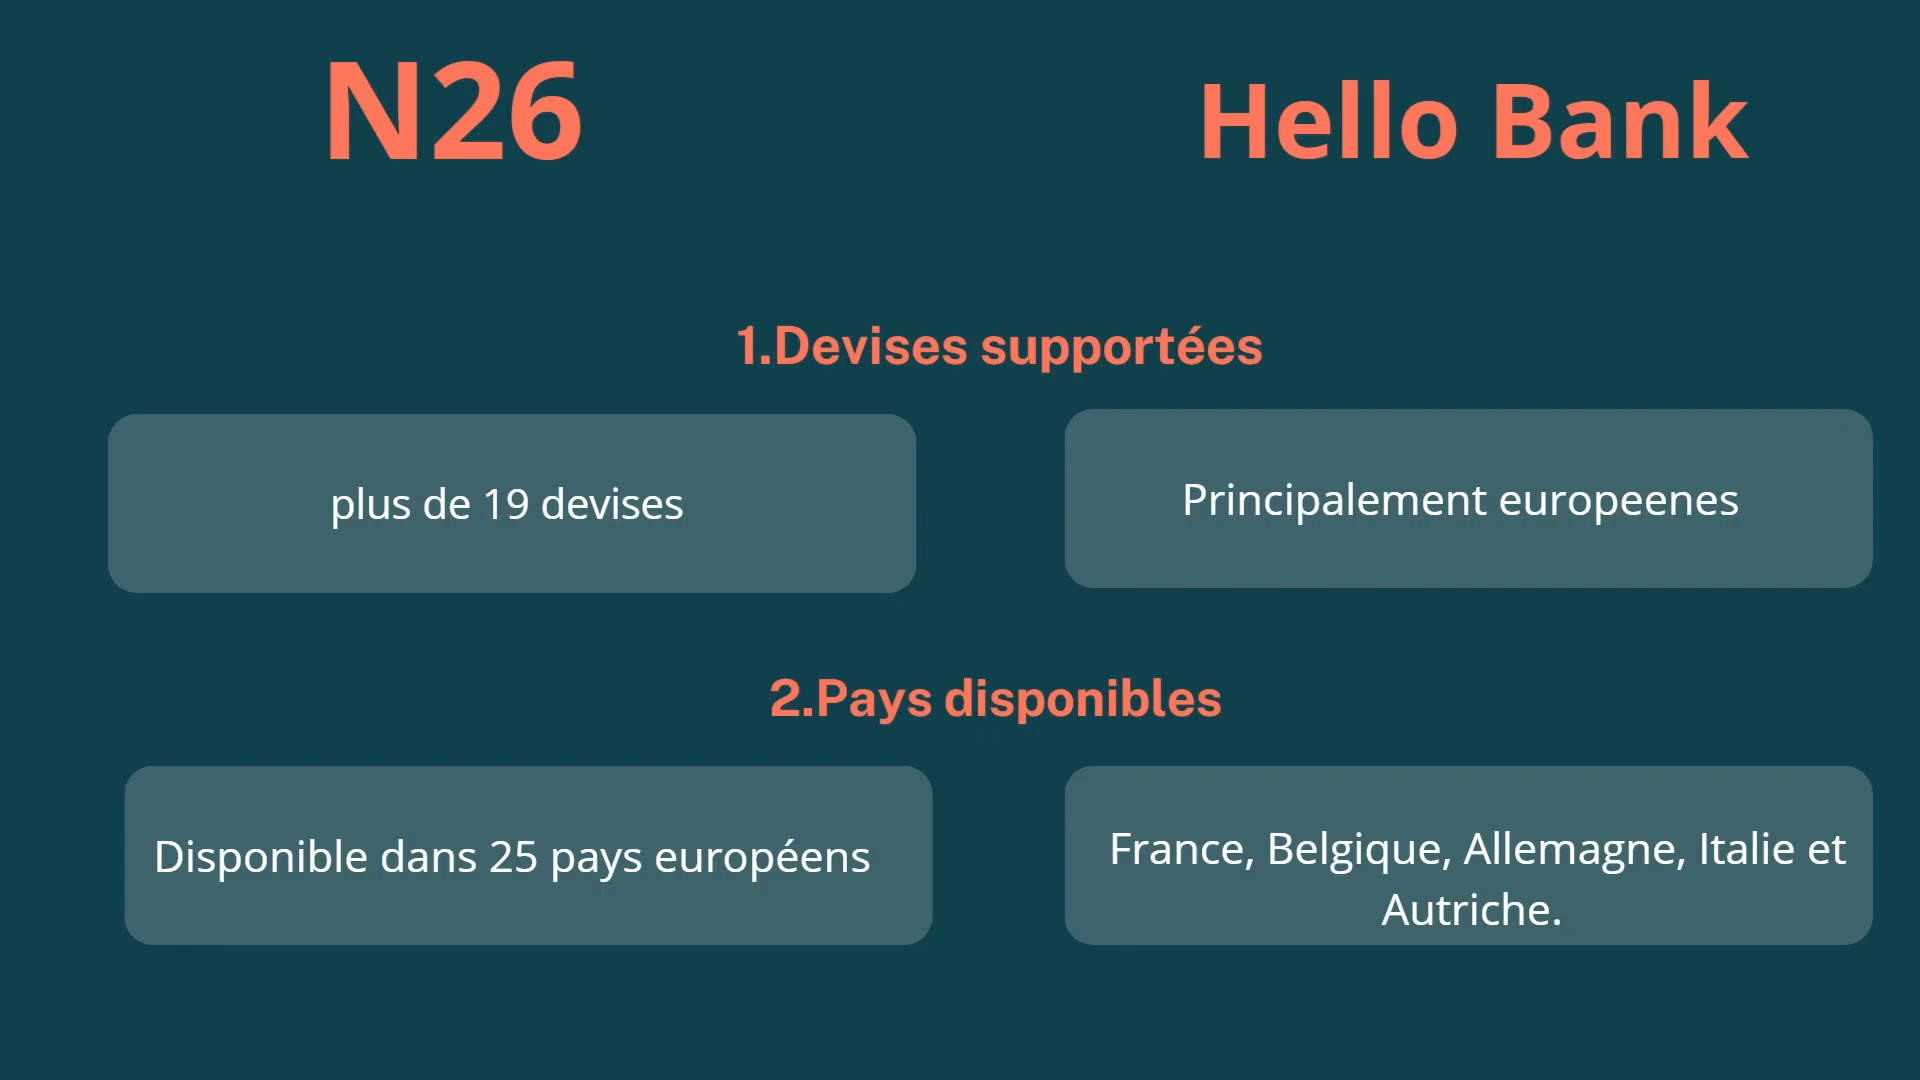 N26
Hello Bank
1.Devises supportées
plus de 19 devises
Principalement europeenes
2.Pays disponibles
Disponible dans 25 pays européens
France, Belgique, Allemagne, Italie et
Autriche.